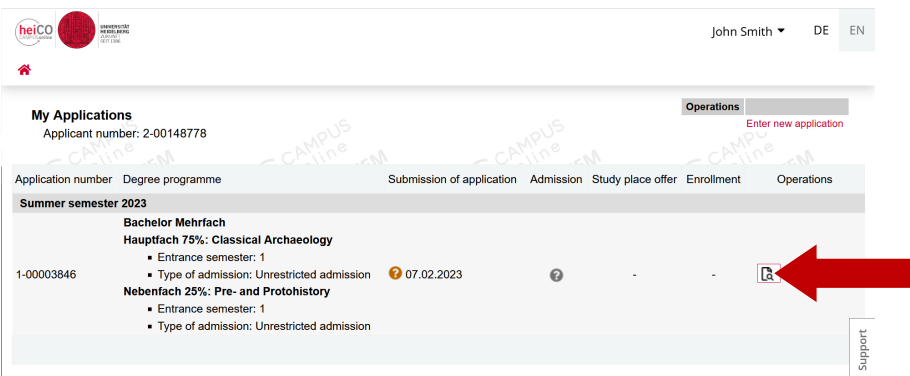 heiCO
CAMPUSonline
UNIVERSITÄT
HEIDELBERG
ZUKUNFT
SEIT 1386
John Smith DE EN
My Applications
Applicant number: 2-00148778
Operations
Enter new application
Application number Degree programme Submission of application Admission Study place offer Enrollment Operations
Summer semester 2023
Bachelor Mehrfach
Hauptfach 75%: Classical Archaeology
▪ Entrance semester: 1
1-00003846 ▪ Type of admission: Unrestricted admission ? 07.02.2023 ? - -
Nebenfach 25%: Pre- and Protohistory
▪ Entrance semester: 1
▪ Type of admission: Unrestricted admission
Support